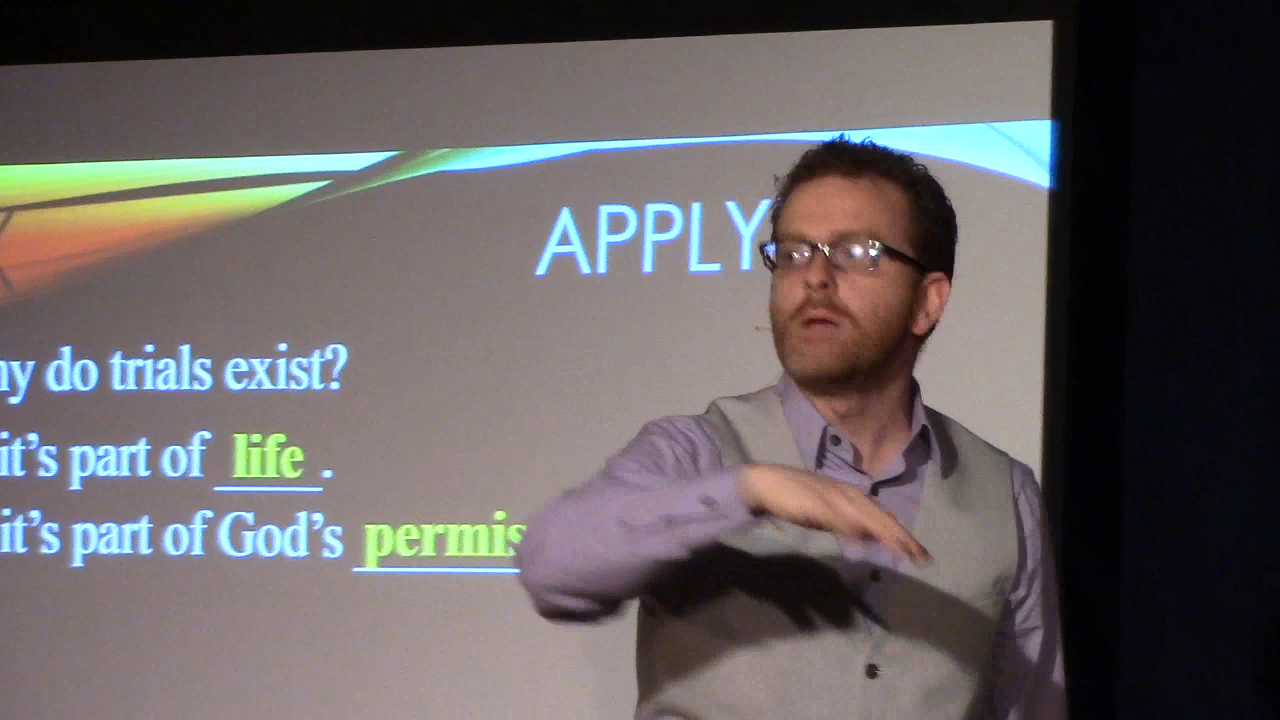 APPLY
ny do trials exist?
it's part of life .
it's part of God's permis